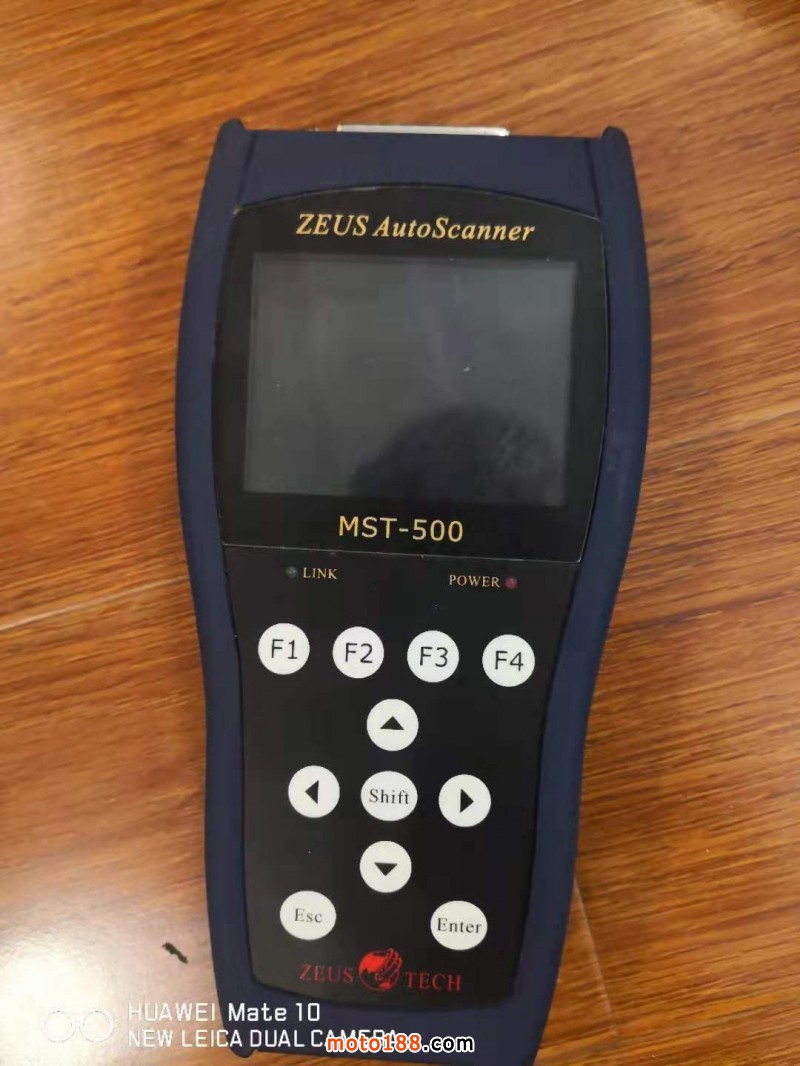 ZEUS AutoScanner
MST-500
LINK POWER
F1 F2 F3 F4
Shift
Esc Enter
ZEUS TECH
HUAWEI Mate 10
NEW LEICA DUAL CAMERA
moto188.com